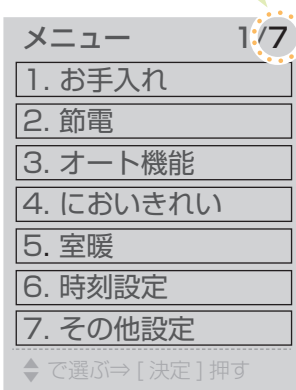 メニュー 1/7
1. お手入れ
2. 節電
3. オート機能
4. においきれい
5. 室暖
6. 時刻設定
7. その他設定
◆ で選ぶ⇒ [ 決定 ] 押す